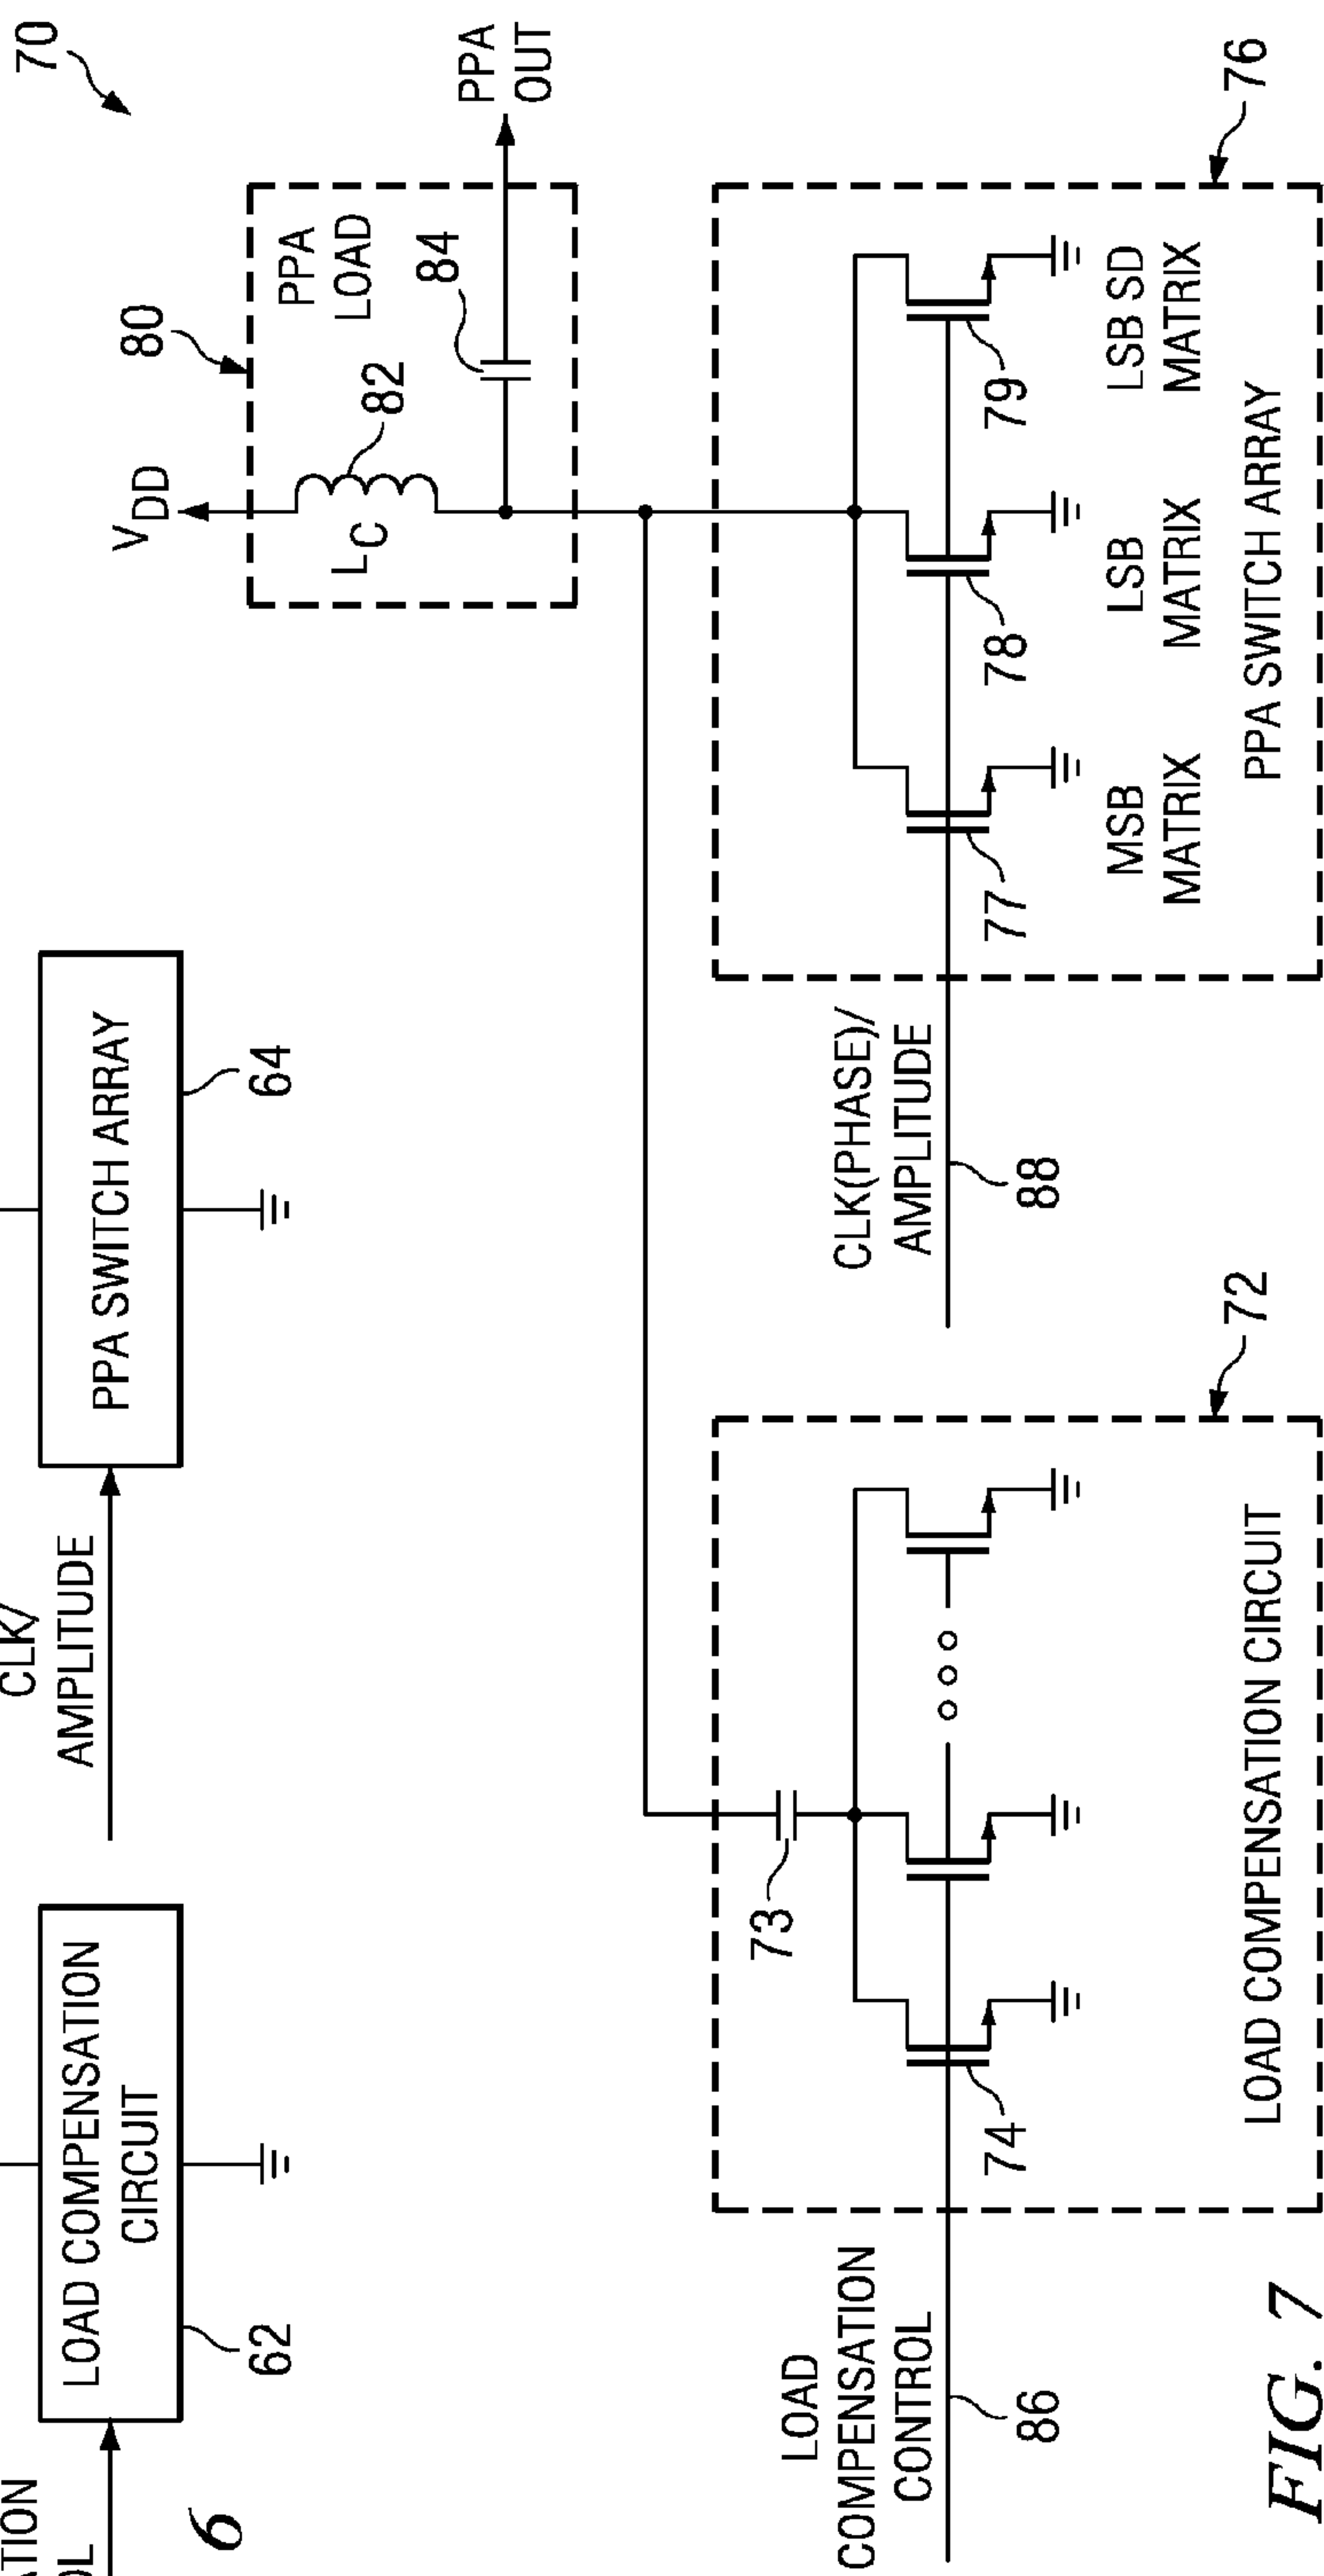 CLK/
AMPLITUDE
LOAD COMPENSATION
CIRCUIT
62
PPA SWITCH ARRAY
64
6
70
VDD
80
PPA
LOAD
LC
82
84
PPA
OUT
LOAD
COMPENSATION
CONTROL
86
73
74
LOAD COMPENSATION CIRCUIT
72
CLK(PHASE)/
AMPLITUDE
88
77
78
79
MSB
MATRIX
LSB
MATRIX
LSB SD
MATRIX
PPA SWITCH ARRAY
76
FIG. 7